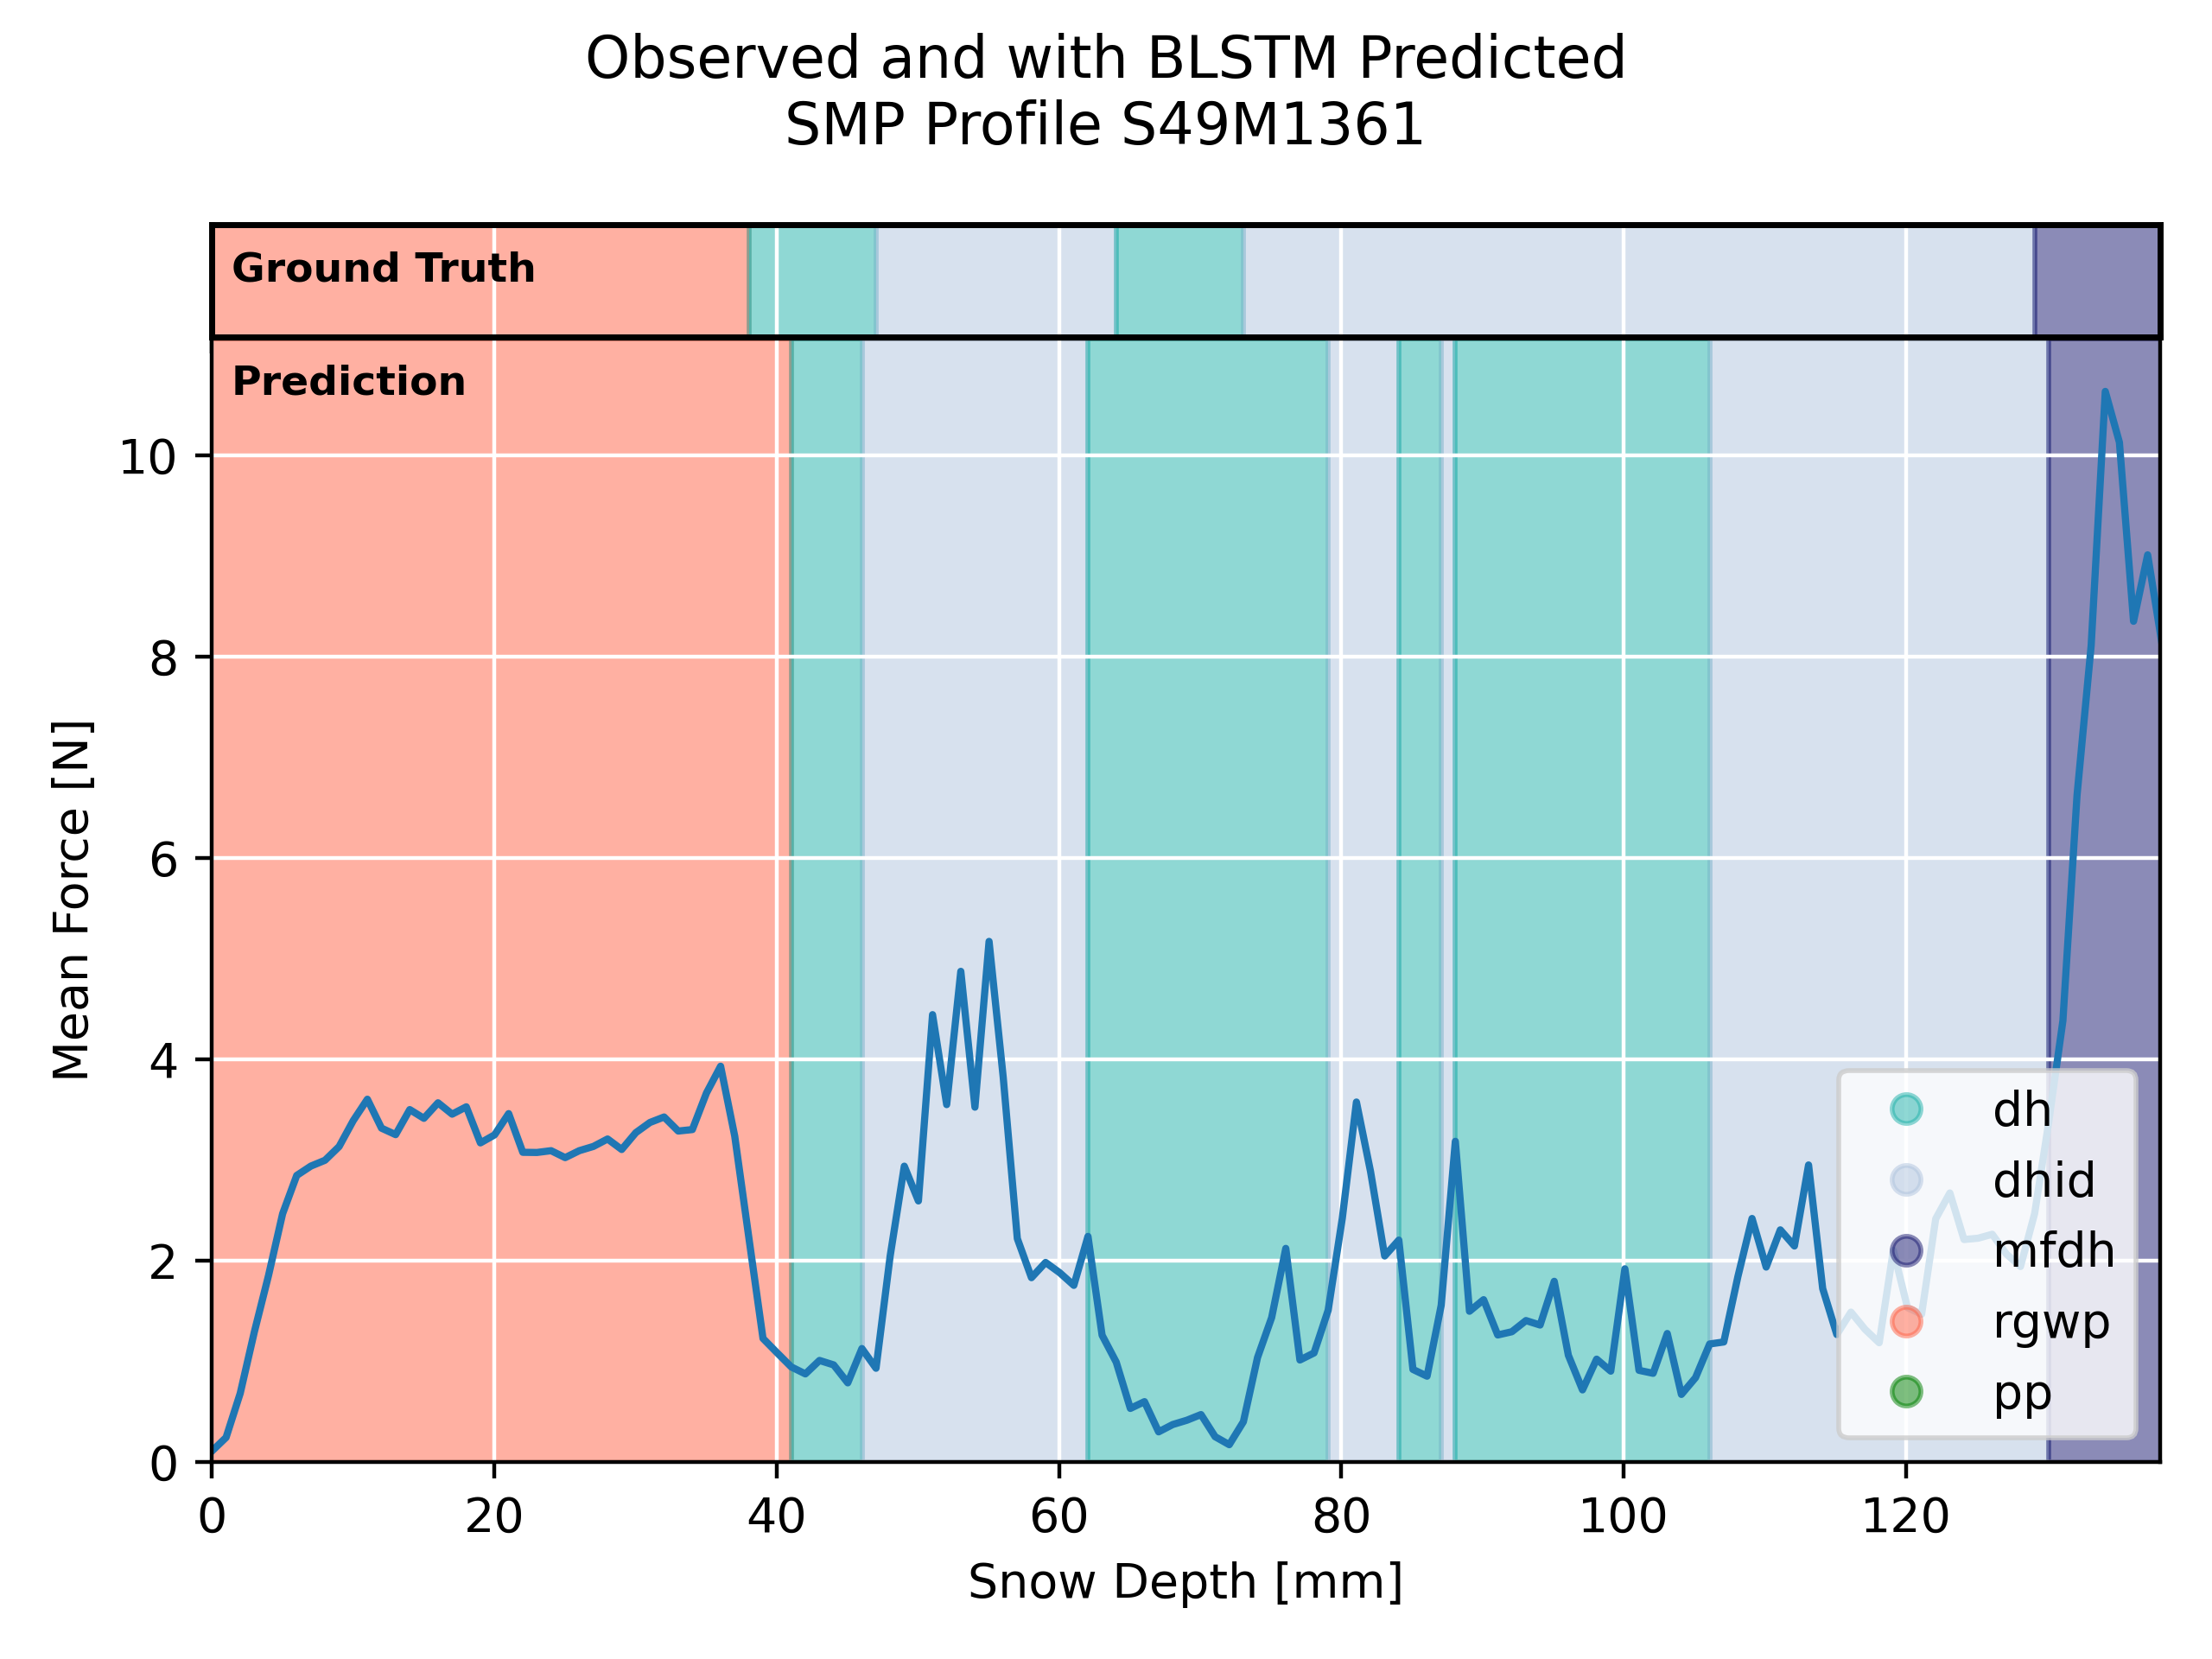 Observed and with BLSTM Predicted
SMP Profile S49M1361
Ground Truth
Prediction
10
8
6
4
2
0
Mean Force [N]
dh
dhid
mfdh
rgwp
pp
0 20 40 60 80 100 120
Snow Depth [mm]